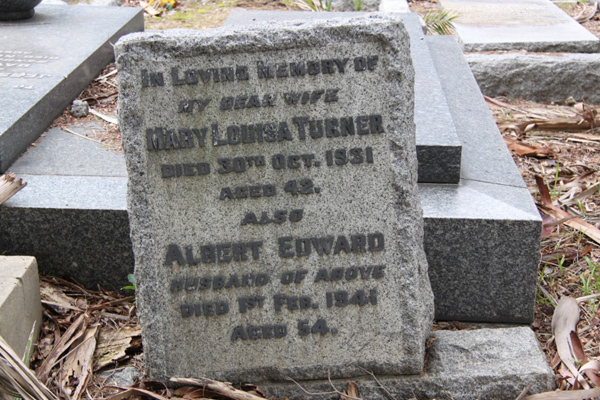 IN LOVING MEMORY OF
MY DEAR WIFE
MARY LOUISA TURNER
DIED 30TH OCT. 1931
AGED 42.
ALSO
ALBERT EDWARD
HUSBAND OF ABOVE
DIED 1ST FEB. 1941
AGED 54.